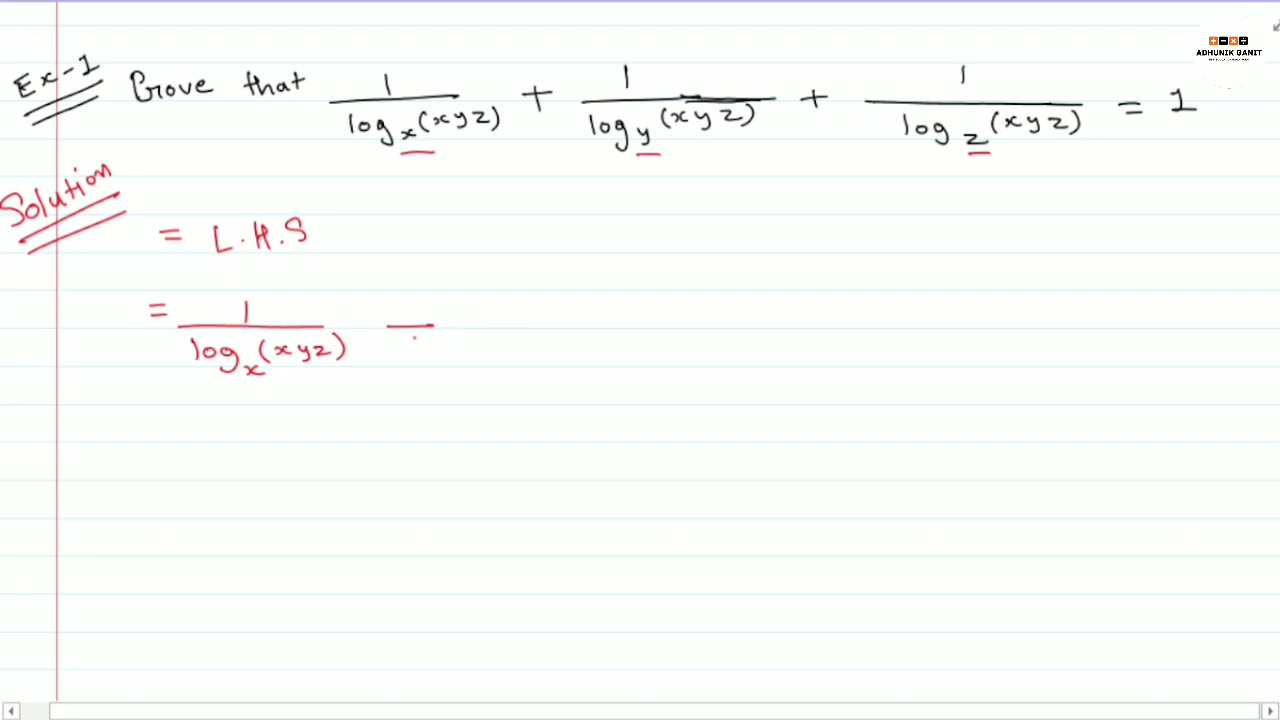 ADHUNIK GANIT
Ex-1 Prove that 1/log_x(xyz) + 1/log_y(xyz) + 1/log_z(xyz) = 1
Solution
= L.H.S
= 1/log_x(xyz)